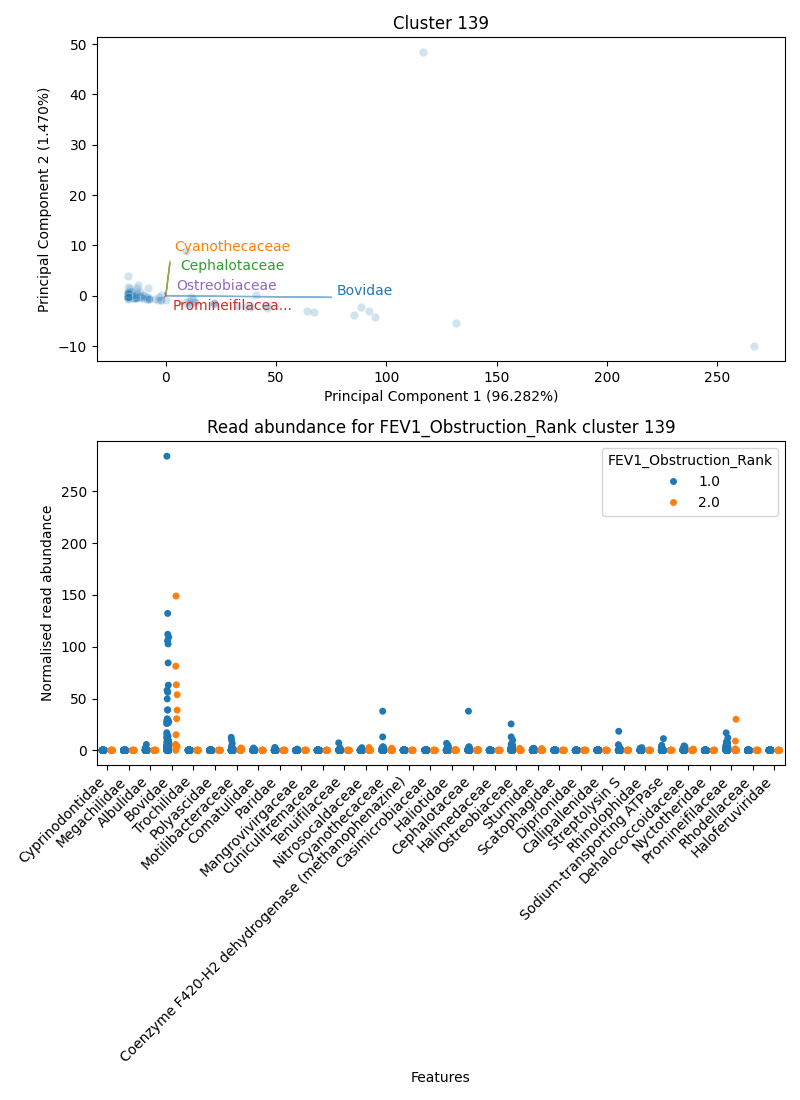 Cluster 139
50
40
30
20
10
0
−10
Principal Component 2 (1.470%)
Cyanothecaceae
Cephalotaceae
Ostreobiaceae
Bovidae
Promineifilacea...
0
50
100
150
200
250
Principal Component 1 (96.282%)
Read abundance for FEV1_Obstruction_Rank cluster 139
FEV1_Obstruction_Rank
1.0
2.0
250
200
150
100
50
0
Normalised read abundance
Cyprinodontidae
Megachilidae
Albulidae
Bovidae
Trochilidae
Polyascidae
Motilibacteraceae
Comatulidae
Paridae
Mangrovivirgaceae
Cuniculitremaceae
Tenuifilaceae
Nitrosocaldaceae
Cyanothecaceae
Coenzyme F420-H2 dehydrogenase (methanophenazine)
Casimicrobiaceae
Haliotidae
Cephalotaceae
Halimedaceae
Ostreobiaceae
Sturnidae
Scatophagidae
Diprionidae
Callipallenidae
Streptolysin S
Rhinolophidae
Sodium-transporting ATPase
Dehalococcoidaceae
Nyctotheridae
Promineifilaceae
Rhodellaceae
Haloferuviridae
Features